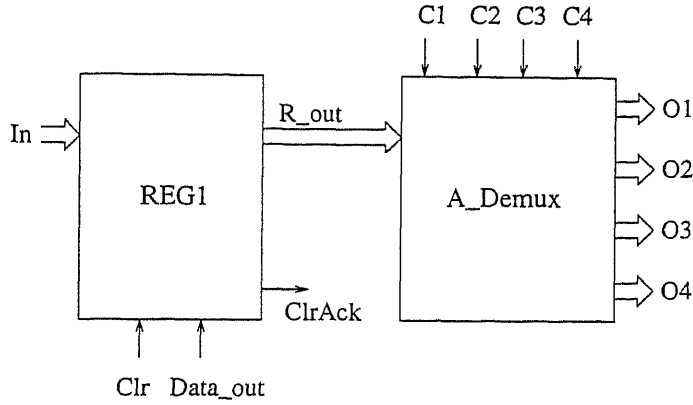 C1 C2 C3 C4
R_out
In
O1
REG1
A_Demux
O2
O3
O4
ClrAck
Clr Data_out